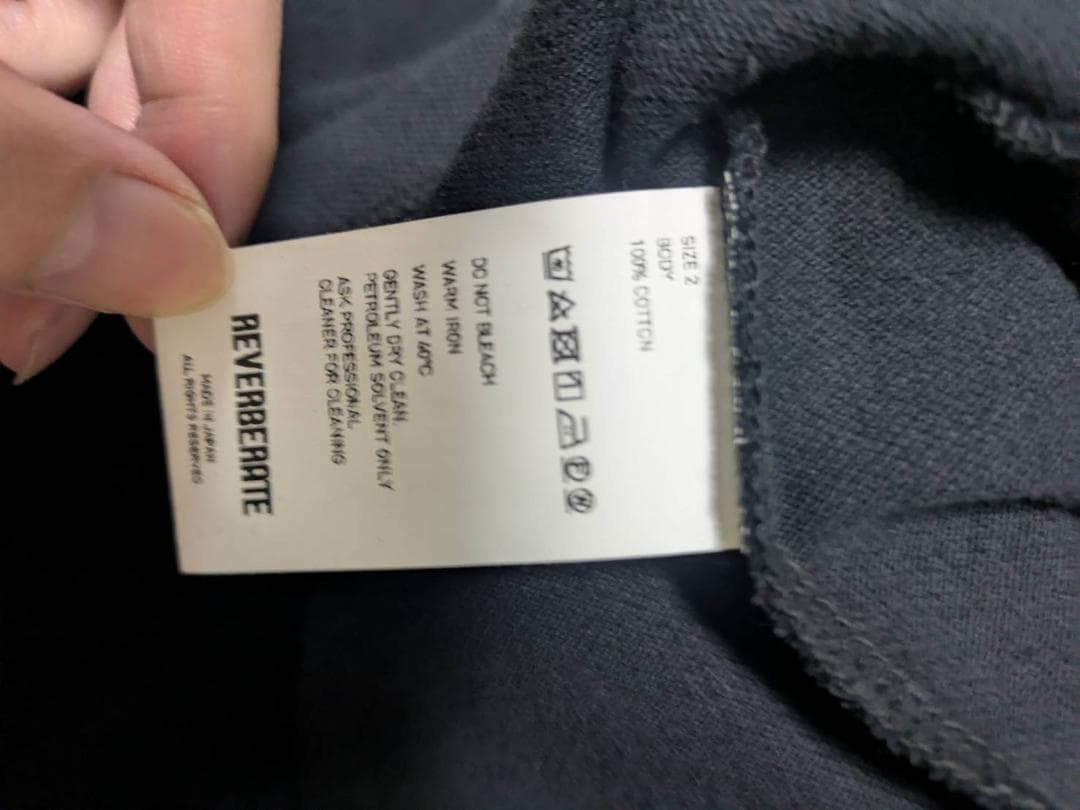 SIZE 2
BODY
100% COTTON
DO NOT BLEACH
WARM IRON
WASH AT 40°C
GENTLY DRY CLEAN.
PETROLEUM SOLVENT ONLY
ASK PROFESSIONAL
CLEANER FOR CLEANING
REVERBERATE
MADE IN JAPAN
ALL RIGHTS RESERVED